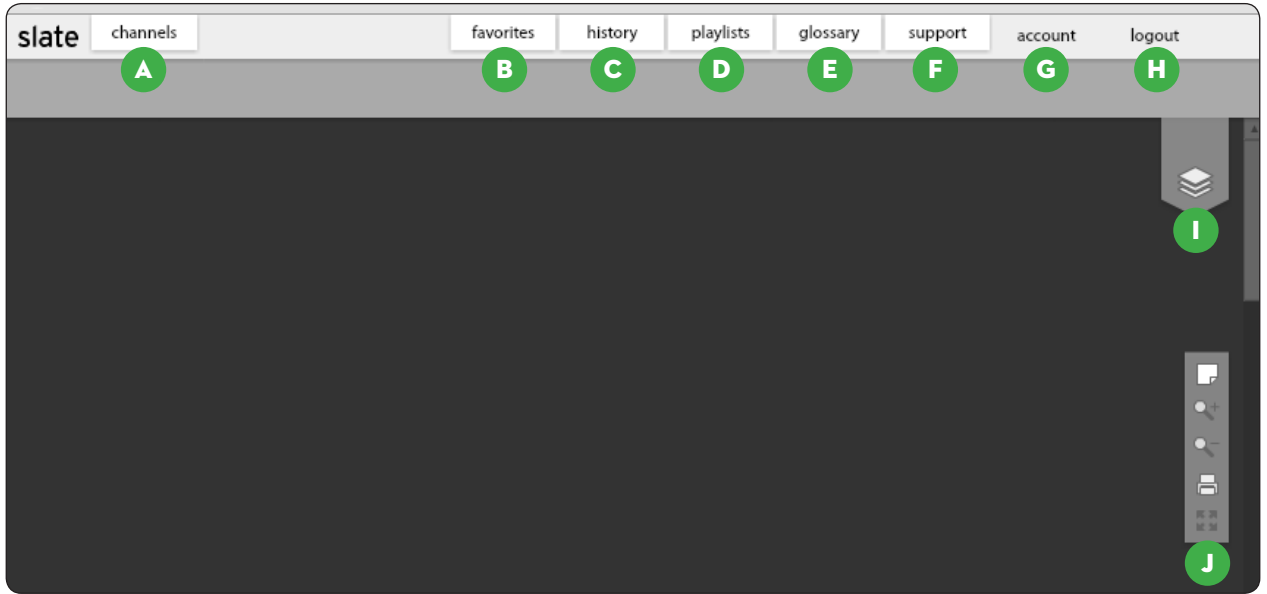 slate channels favorites history playlists glossary support account logout
A B C D E F G H
I
J